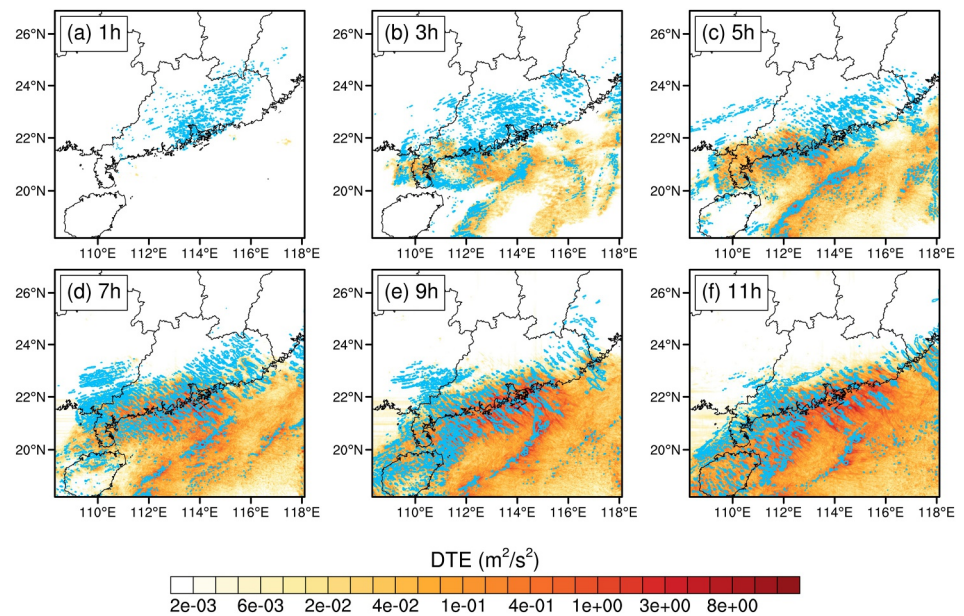 (a) 1h
(b) 3h
(c) 5h
26°N
24°N
22°N
20°N
26°N
24°N
22°N
20°N
26°N
24°N
22°N
20°N
110°E 112°E 114°E 116°E 118°E
110°E 112°E 114°E 116°E 118°E
110°E 112°E 114°E 116°E 118°E
(d) 7h
(e) 9h
(f) 11h
26°N
24°N
22°N
20°N
26°N
24°N
22°N
20°N
26°N
24°N
22°N
20°N
110°E 112°E 114°E 116°E 118°E
110°E 112°E 114°E 116°E 118°E
110°E 112°E 114°E 116°E 118°E
DTE (m²/s²)
2e-03 6e-03 2e-02 4e-02 1e-01 4e-01 1e+00 3e+00 8e+00